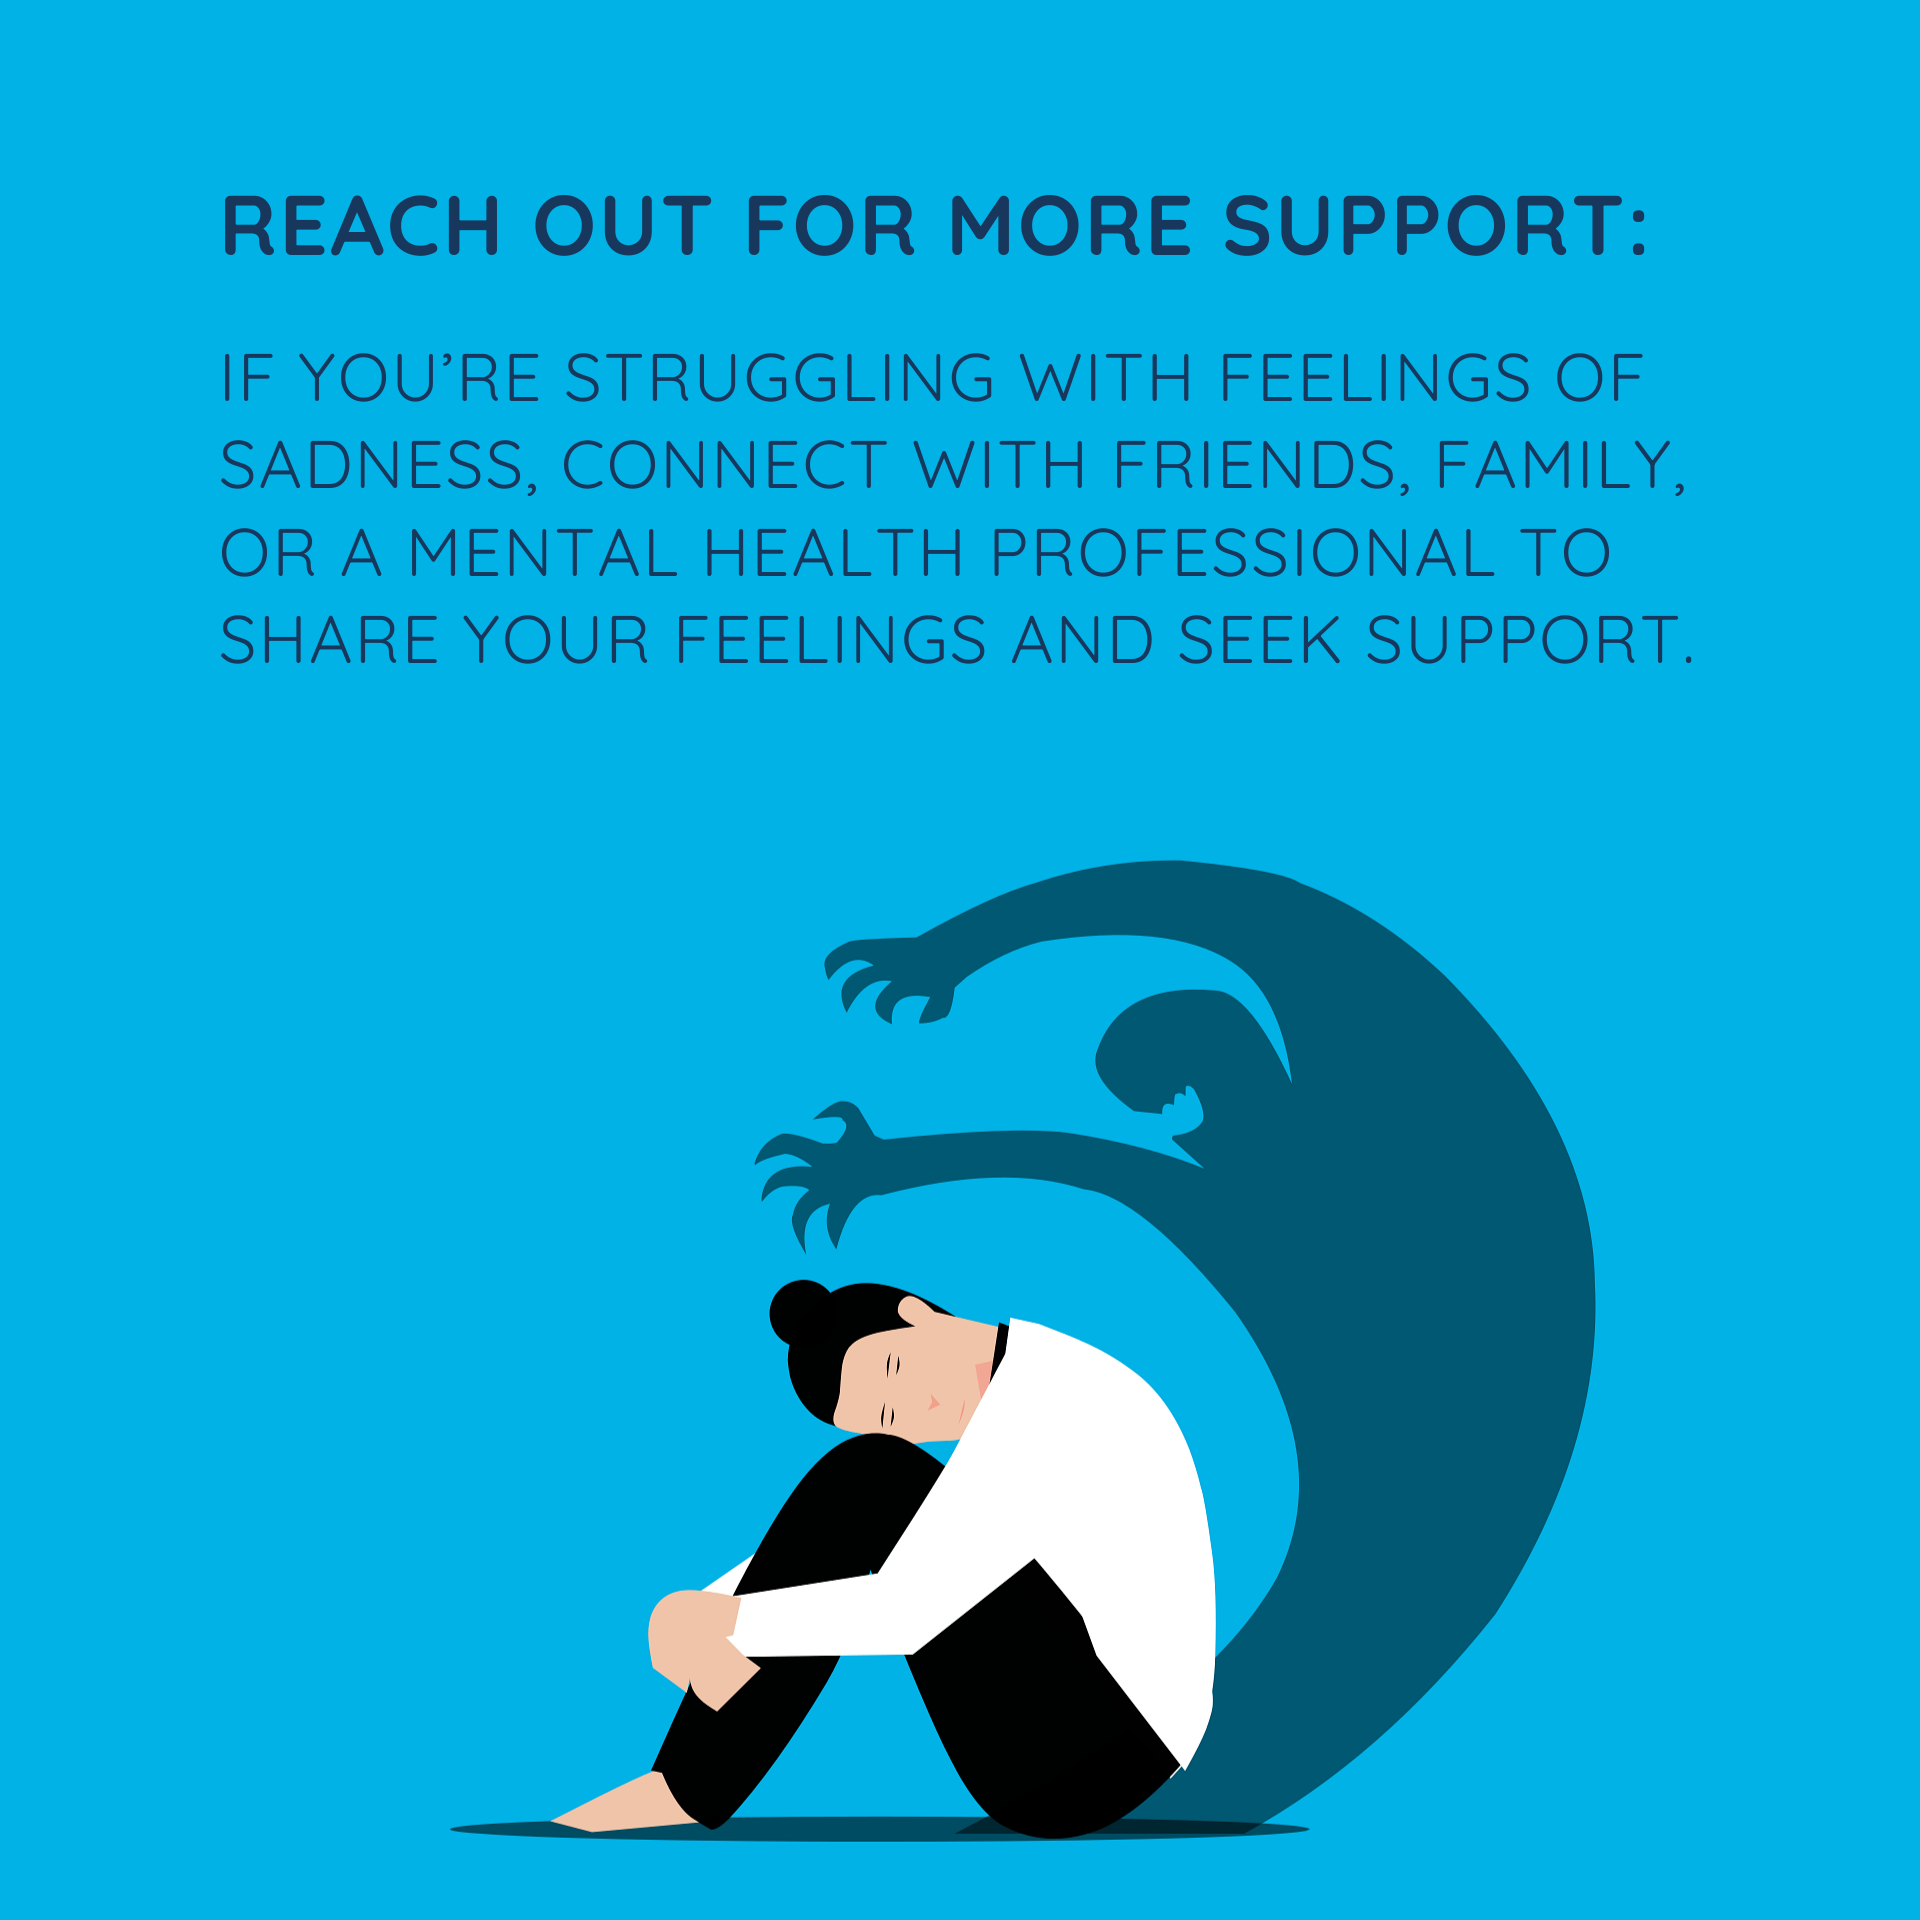 REACH OUT FOR MORE SUPPORT:
IF YOU'RE STRUGGLING WITH FEELINGS OF
SADNESS, CONNECT WITH FRIENDS, FAMILY,
OR A MENTAL HEALTH PROFESSIONAL TO
SHARE YOUR FEELINGS AND SEEK SUPPORT.